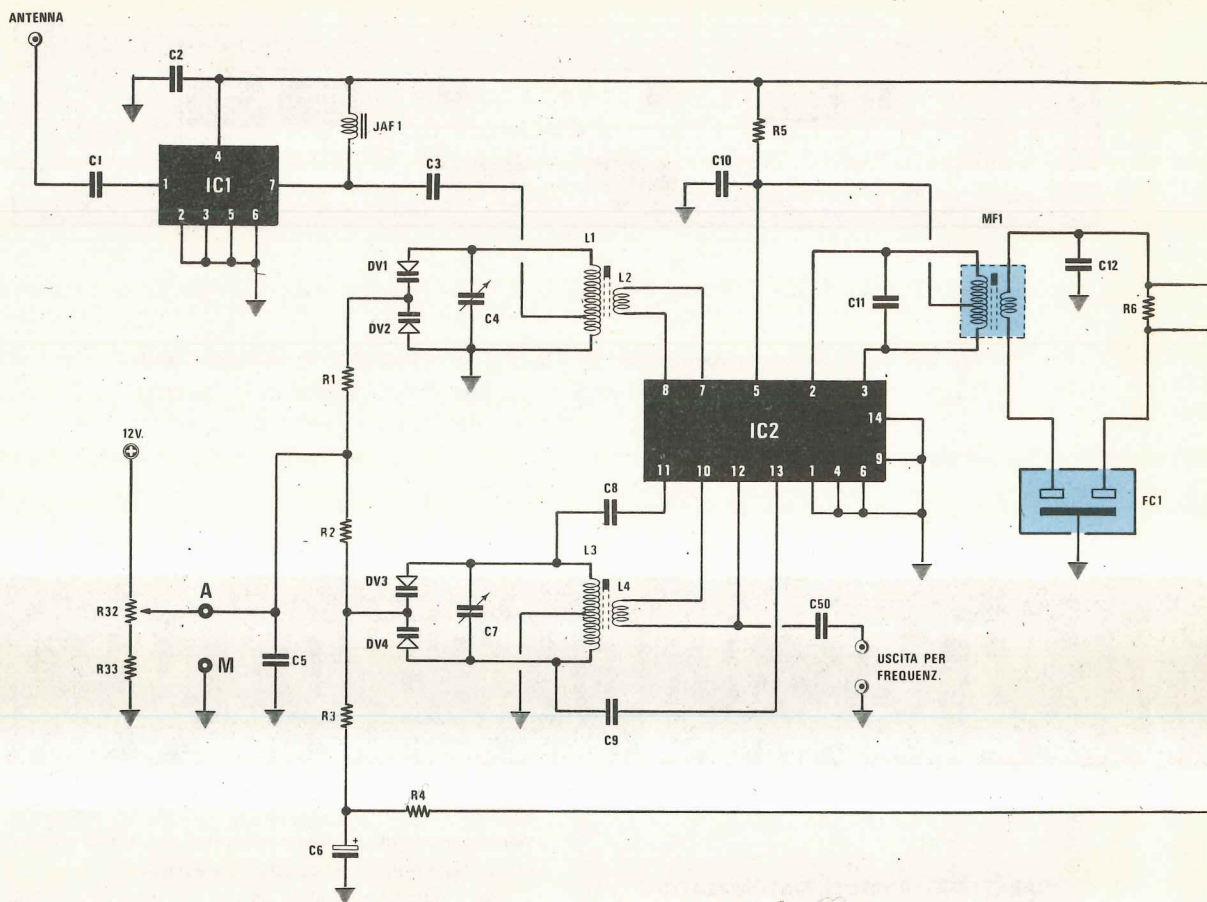 ANTENNA
C2
JAF1
R5
C1
4
C3
C10
1 IC1 7
MF1
2 3 5 6
L1
C12
DV1
L2
C11
R6
C4
DV2
R1
8 7 5 2 3
14
12V.
IC2
9
11 10 12 13 1 4 6
C8
FC1
R2
L3
DV3
L4
A
C50
R32
C7
DV4
M
C5
USCITA PER
FREQUENZ.
R33
R3
C9
R4
C6 +